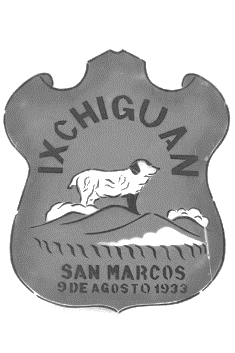 IXCHIGUAN
SAN MARCOS
9 DE AGOSTO 1933